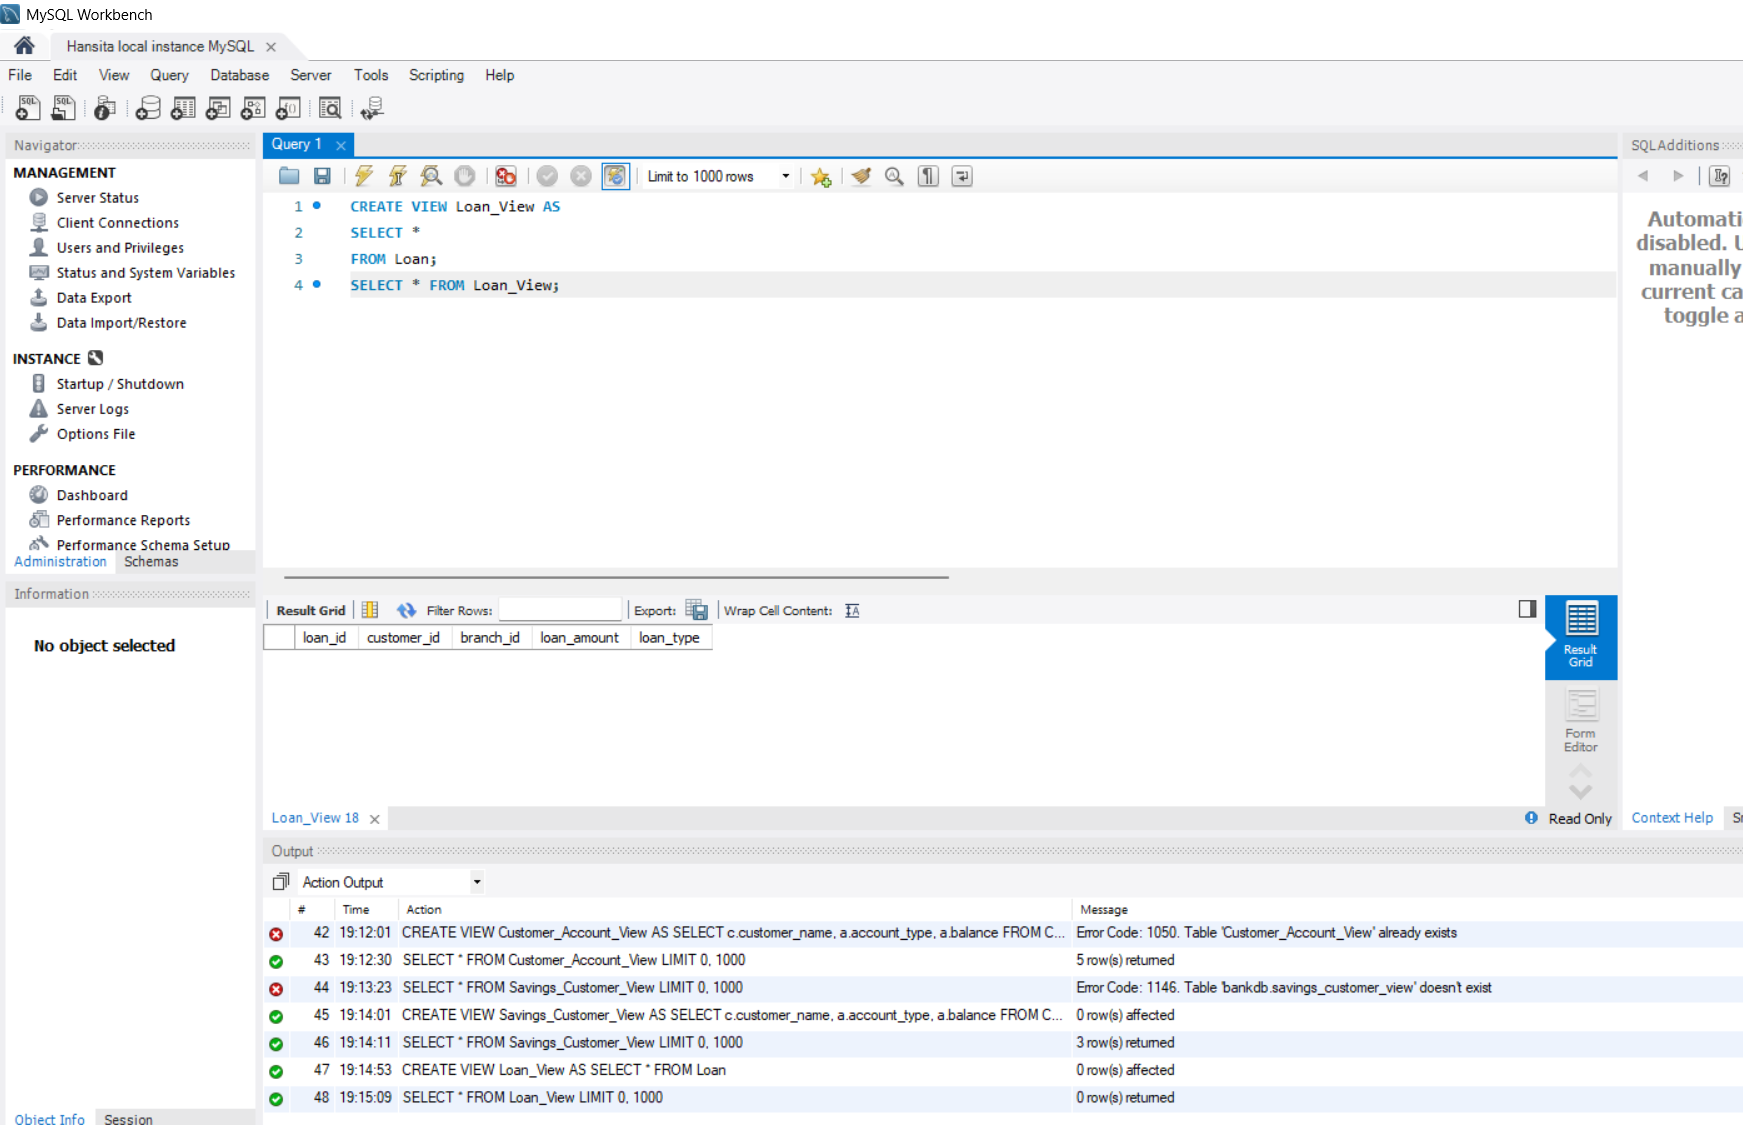 MySQL Workbench
Hansita local instance MySQL
File Edit View Query Database Server Tools Scripting Help
Navigator
MANAGEMENT
Server Status
Client Connections
Users and Privileges
Status and System Variables
Data Export
Data Import/Restore
INSTANCE
Startup / Shutdown
Server Logs
Options File
PERFORMANCE
Dashboard
Performance Reports
Performance Schema Setup
Administration Schemas
Information
No object selected
Object Info Session
Query 1
Limit to 1000 rows
1 CREATE VIEW Loan_View AS
2 SELECT *
3 FROM Loan;
4 SELECT * FROM Loan_View;
Result Grid Filter Rows: Export: Wrap Cell Content:
loan_id customer_id branch_id loan_amount loan_type
Result
Grid
Form
Editor
Loan_View 18
Read Only
SQLAdditions
Automati
disabled. U
manually
current ca
toggle a
Context Help
Output
Action Output
# Time Action Message
42 19:12:01 CREATE VIEW Customer_Account_View AS SELECT c.customer_name, a.account_type, a.balance FROM C... Error Code: 1050. Table 'Customer_Account_View' already exists
43 19:12:30 SELECT * FROM Customer_Account_View LIMIT 0, 1000 5 row(s) returned
44 19:13:23 SELECT * FROM Savings_Customer_View LIMIT 0, 1000 Error Code: 1146. Table 'bankdb.savings_customer_view' doesn't exist
45 19:14:01 CREATE VIEW Savings_Customer_View AS SELECT c.customer_name, a.account_type, a.balance FROM C... 0 row(s) affected
46 19:14:11 SELECT * FROM Savings_Customer_View LIMIT 0, 1000 3 row(s) returned
47 19:14:53 CREATE VIEW Loan_View AS SELECT * FROM Loan 0 row(s) affected
48 19:15:09 SELECT * FROM Loan_View LIMIT 0, 1000 0 row(s) returned